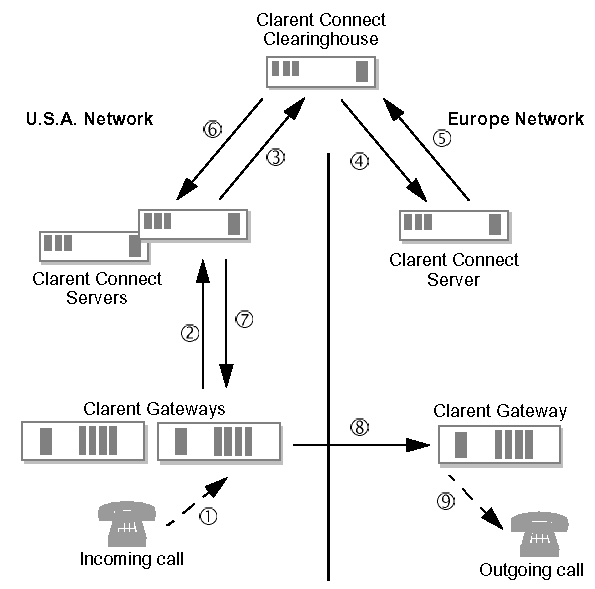 Clarent Connect
Clearinghouse
U.S.A. Network
Europe Network
⑥
③
④
⑤
Clarent Connect
Servers
Clarent Connect
Server
②
⑦
Clarent Gateways
Clarent Gateway
⑧
①
⑨
Incoming call
Outgoing call